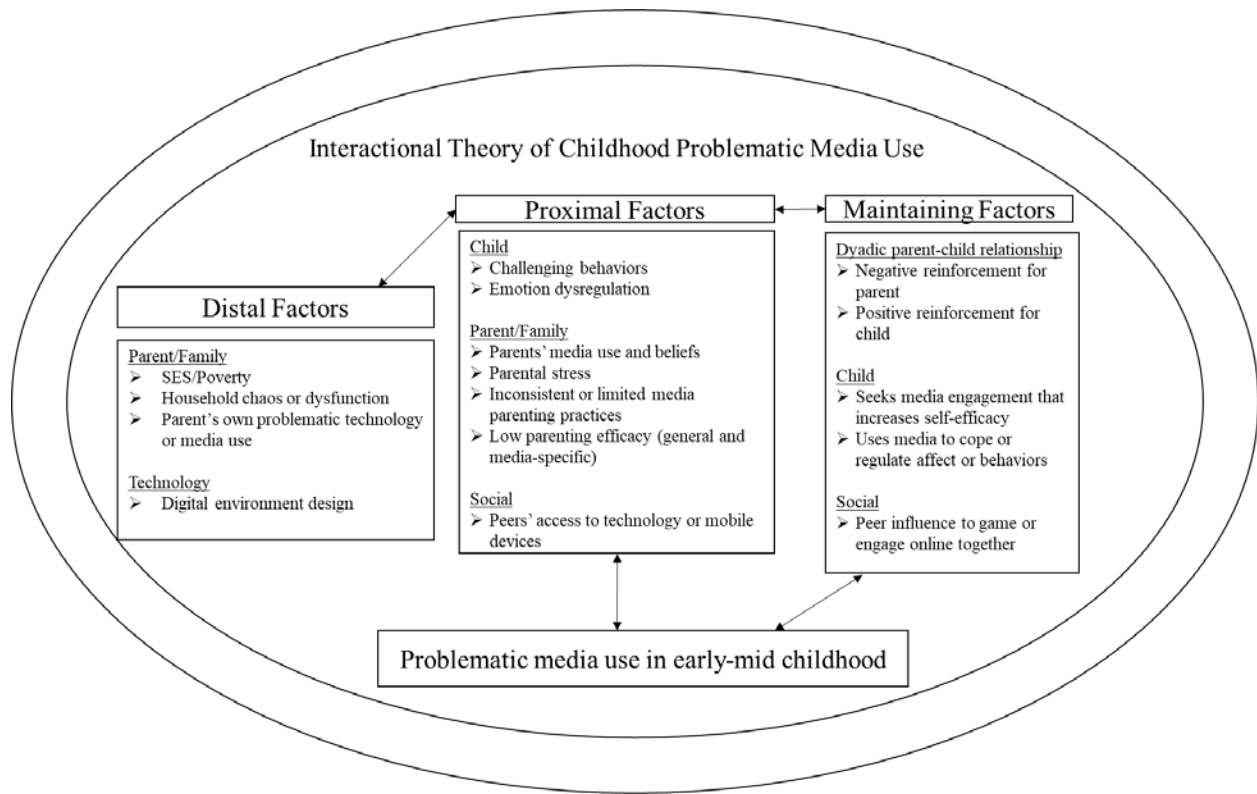 Interactional Theory of Childhood Problematic Media Use
Distal Factors
Parent/Family
➢ SES/Poverty
➢ Household chaos or dysfunction
➢ Parent's own problematic technology
or media use
Technology
➢ Digital environment design
Proximal Factors
Child
➢ Challenging behaviors
➢ Emotion dysregulation
Parent/Family
➢ Parents' media use and beliefs
➢ Parental stress
➢ Inconsistent or limited media
parenting practices
➢ Low parenting efficacy (general and
media-specific)
Social
➢ Peers' access to technology or mobile
devices
Maintaining Factors
Dyadic parent-child relationship
➢ Negative reinforcement for
parent
➢ Positive reinforcement for
child
Child
➢ Seeks media engagement that
increases self-efficacy
➢ Uses media to cope or
regulate affect or behaviors
Social
➢ Peer influence to game or
engage online together
Problematic media use in early-mid childhood